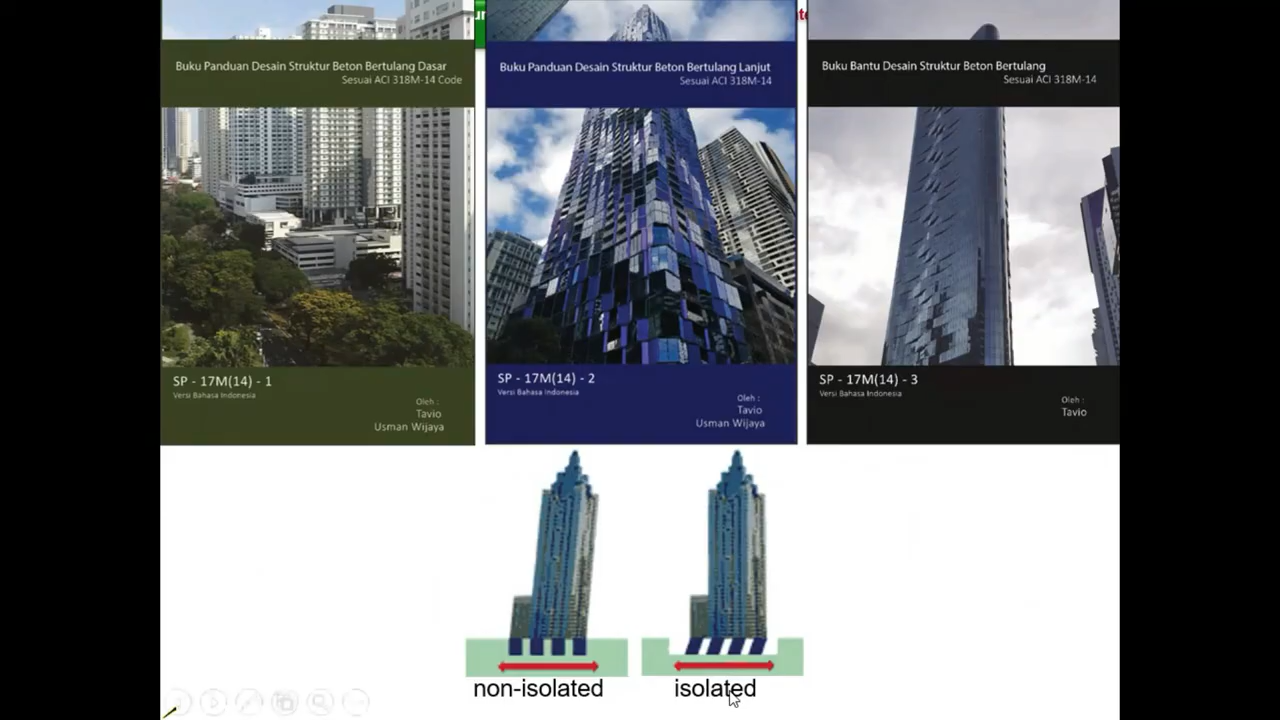 Buku Panduan Desain Struktur Beton Bertulang Dasar
Sesuai ACI 318M-14 Code
SP - 17M(14) - 1
Versi Bahasa Indonesia
Oleh :
Tavio
Usman Wijaya
Buku Panduan Desain Struktur Beton Bertulang Lanjut
Sesuai ACI 318M-14
SP - 17M(14) - 2
Versi Bahasa Indonesia
Oleh :
Tavio
Usman Wijaya
Buku Bantu Desain Struktur Beton Bertulang
Sesuai ACI 318M-14
SP - 17M(14) - 3
Versi Bahasa Indonesia
Oleh :
Tavio
non-isolated
isolated